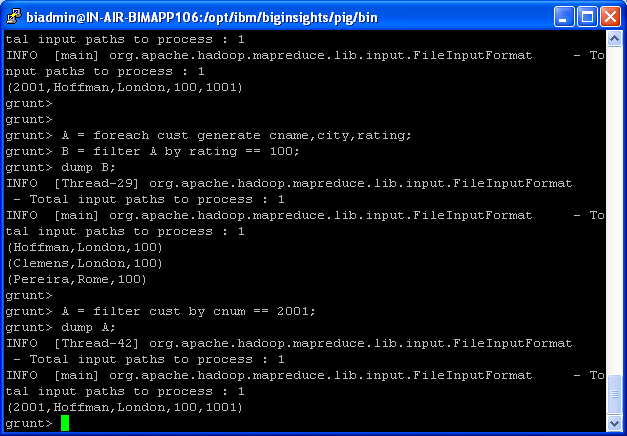 biadmin@IN-AIR-BIMAPP106:/opt/ibm/biginsights/pig/bin
tal input paths to process : 1
INFO  [main] org.apache.hadoop.mapreduce.lib.input.FileInputFormat     - To
nput paths to process : 1
(2001,Hoffman,London,100,1001)
grunt>
grunt>
grunt> A = foreach cust generate cname,city,rating;
grunt> B = filter A by rating == 100;
grunt> dump B;
INFO  [Thread-29] org.apache.hadoop.mapreduce.lib.input.FileInputFormat
 - Total input paths to process : 1
INFO  [main] org.apache.hadoop.mapreduce.lib.input.FileInputFormat     - To
tal input paths to process : 1
(Hoffman,London,100)
(Clemens,London,100)
(Pereira,Rome,100)
grunt>
grunt> A = filter cust by cnum == 2001;
grunt> dump A;
INFO  [Thread-42] org.apache.hadoop.mapreduce.lib.input.FileInputFormat
 - Total input paths to process : 1
INFO  [main] org.apache.hadoop.mapreduce.lib.input.FileInputFormat     - To
tal input paths to process : 1
(2001,Hoffman,London,100,1001)
grunt>